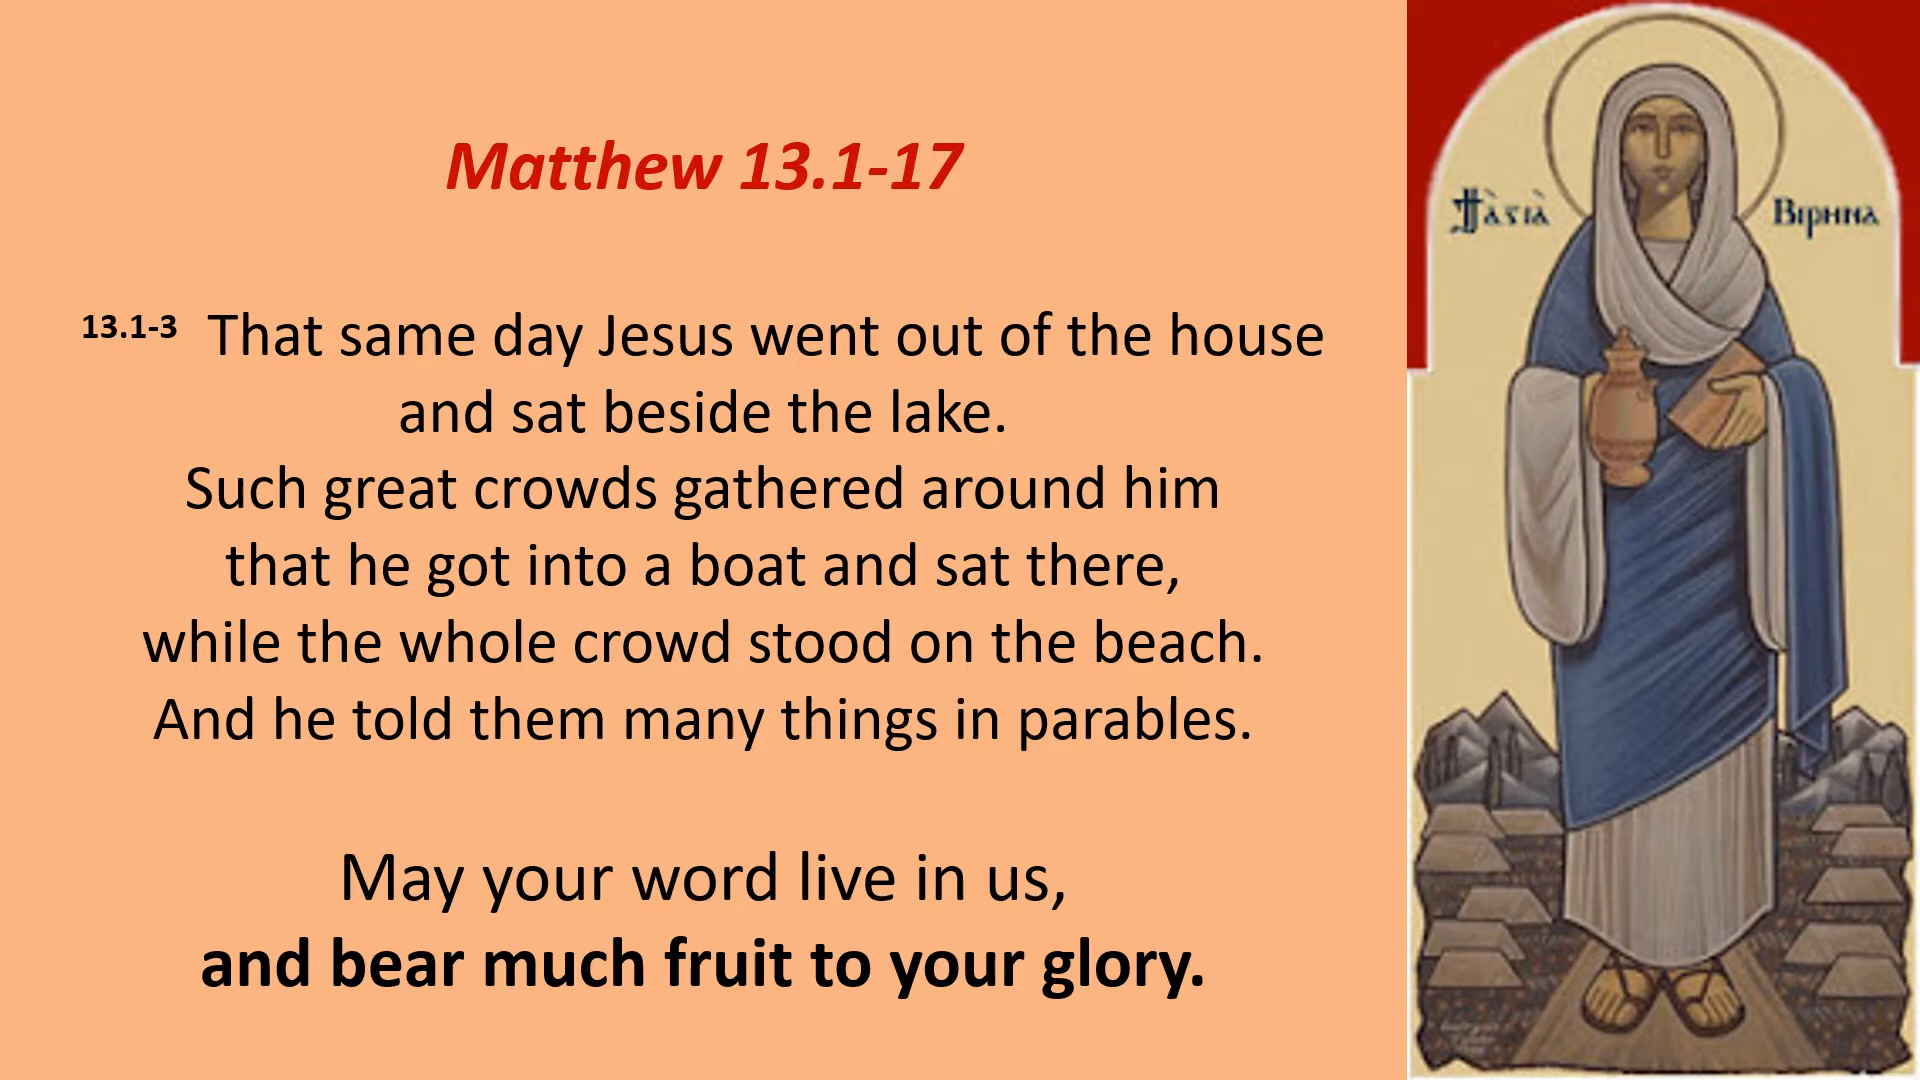 Matthew 13.1-17
13.1-3 That same day Jesus went out of the house
and sat beside the lake.
Such great crowds gathered around him
that he got into a boat and sat there,
while the whole crowd stood on the beach.
And he told them many things in parables.
May your word live in us,
and bear much fruit to your glory.